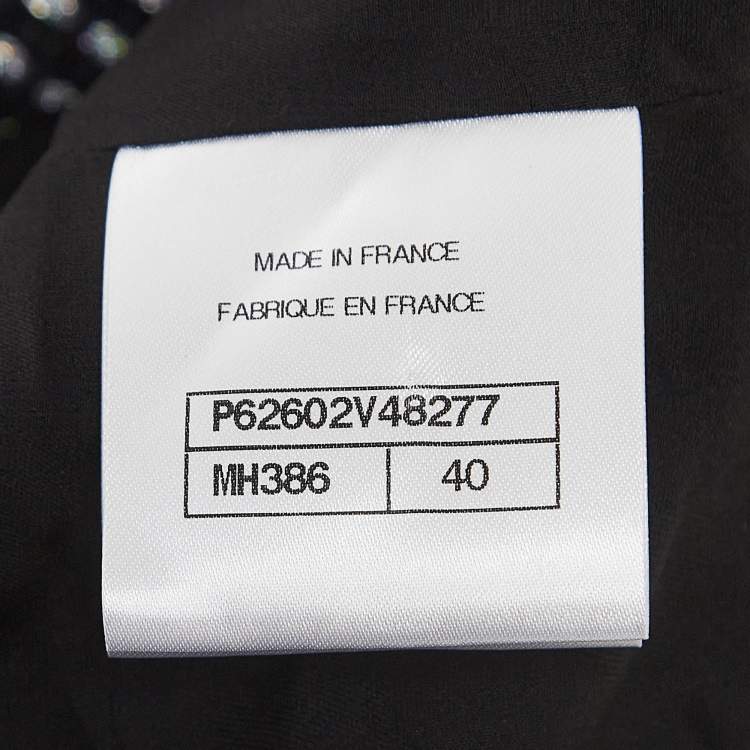 MADE IN FRANCE
FABRIQUE EN FRANCE
P62602V48277
MH386 40